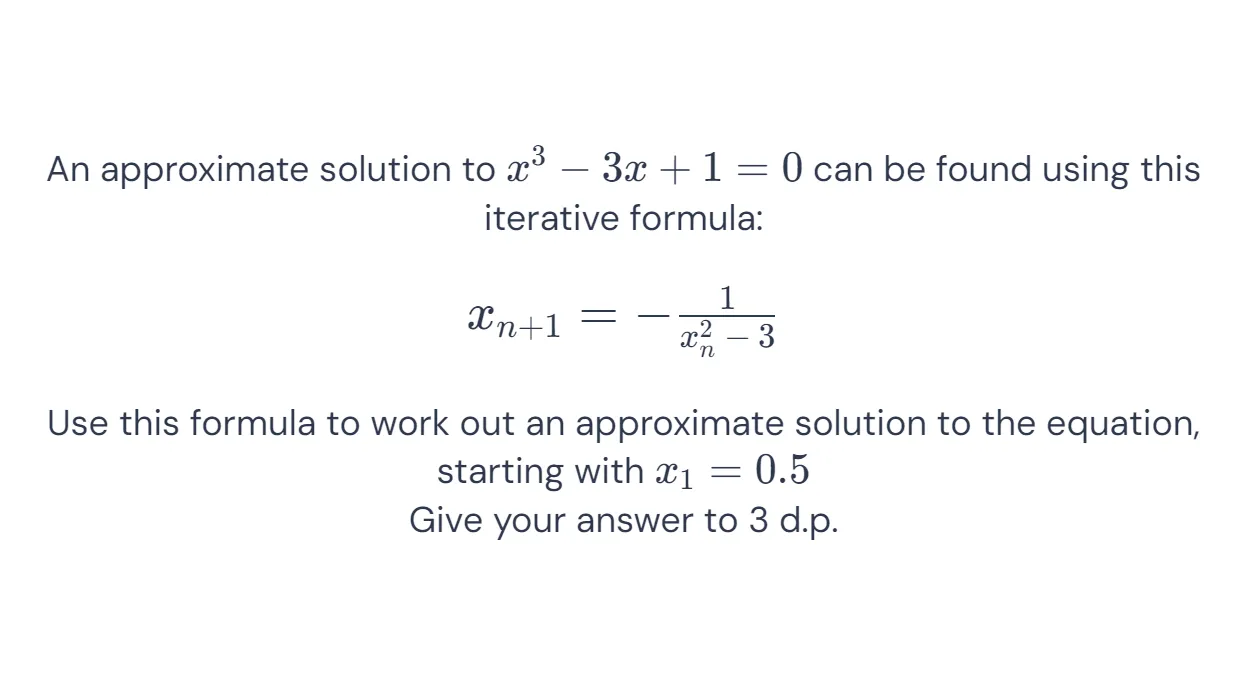 An approximate solution to $x^3 - 3x + 1 = 0$ can be found using this
iterative formula:
$x_{n+1} = -\frac{1}{x_n^2 - 3}$
Use this formula to work out an approximate solution to the equation,
starting with $x_1 = 0.5$
Give your answer to 3 d.p.